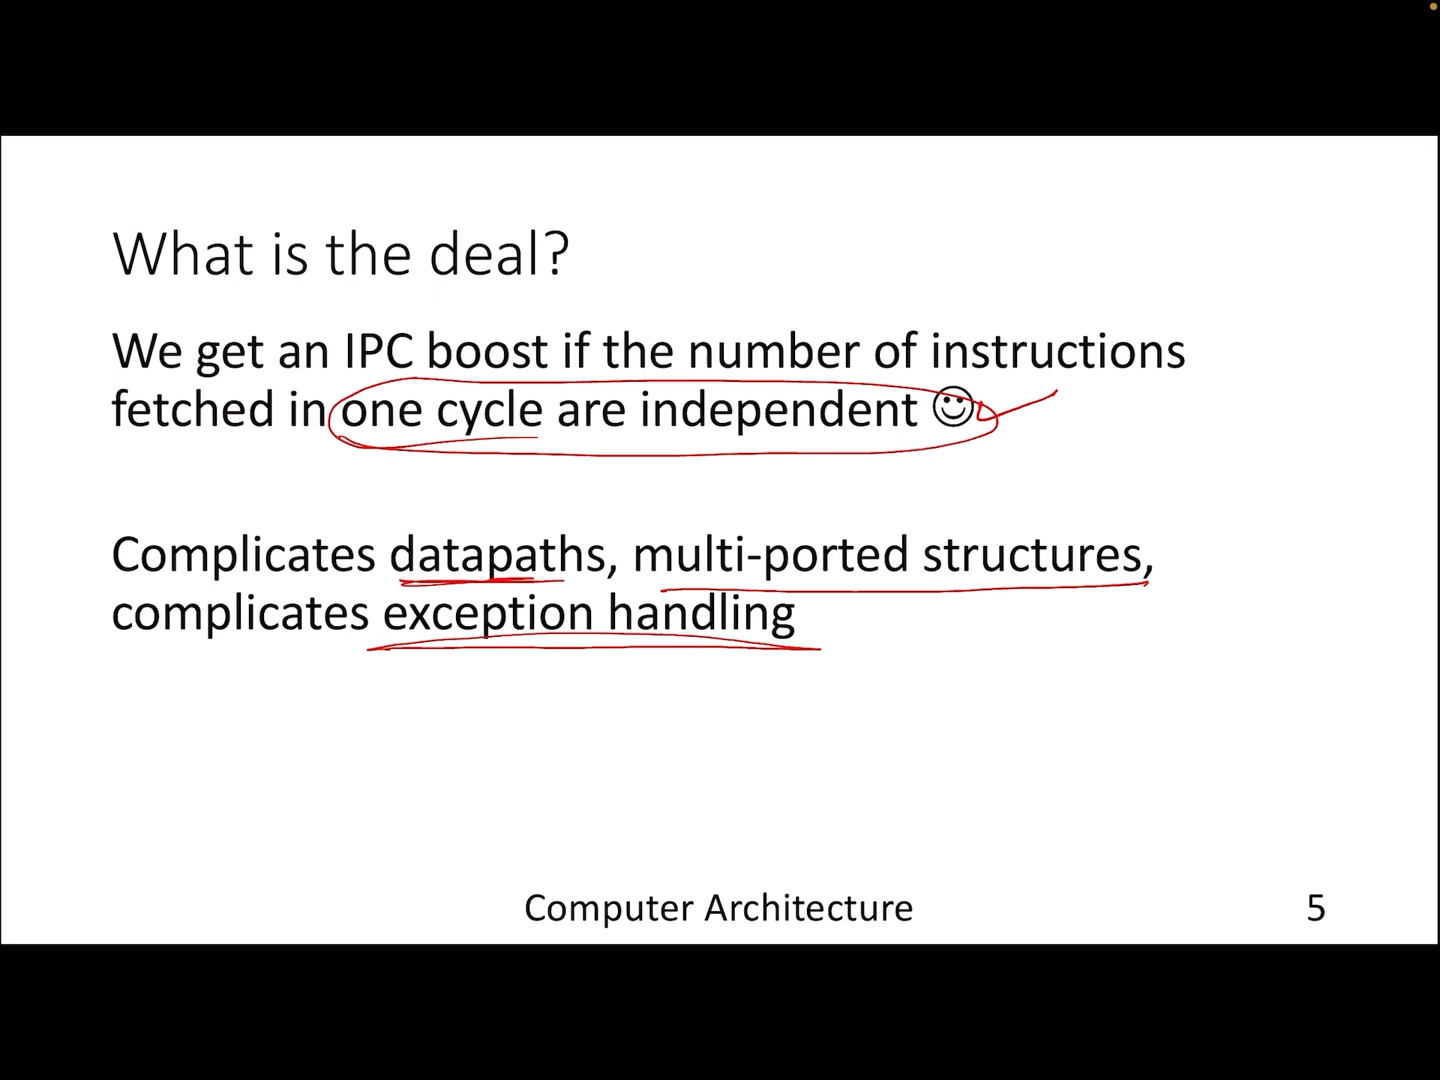 What is the deal?
We get an IPC boost if the number of instructions
fetched in one cycle are independent ☺
Complicates datapaths, multi-ported structures,
complicates exception handling
Computer Architecture
5